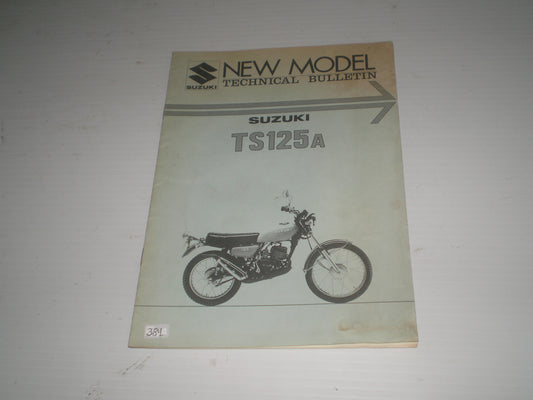 NEW MODEL
SUZUKI TECHNICAL BULLETIN
SUZUKI
TS125A
384